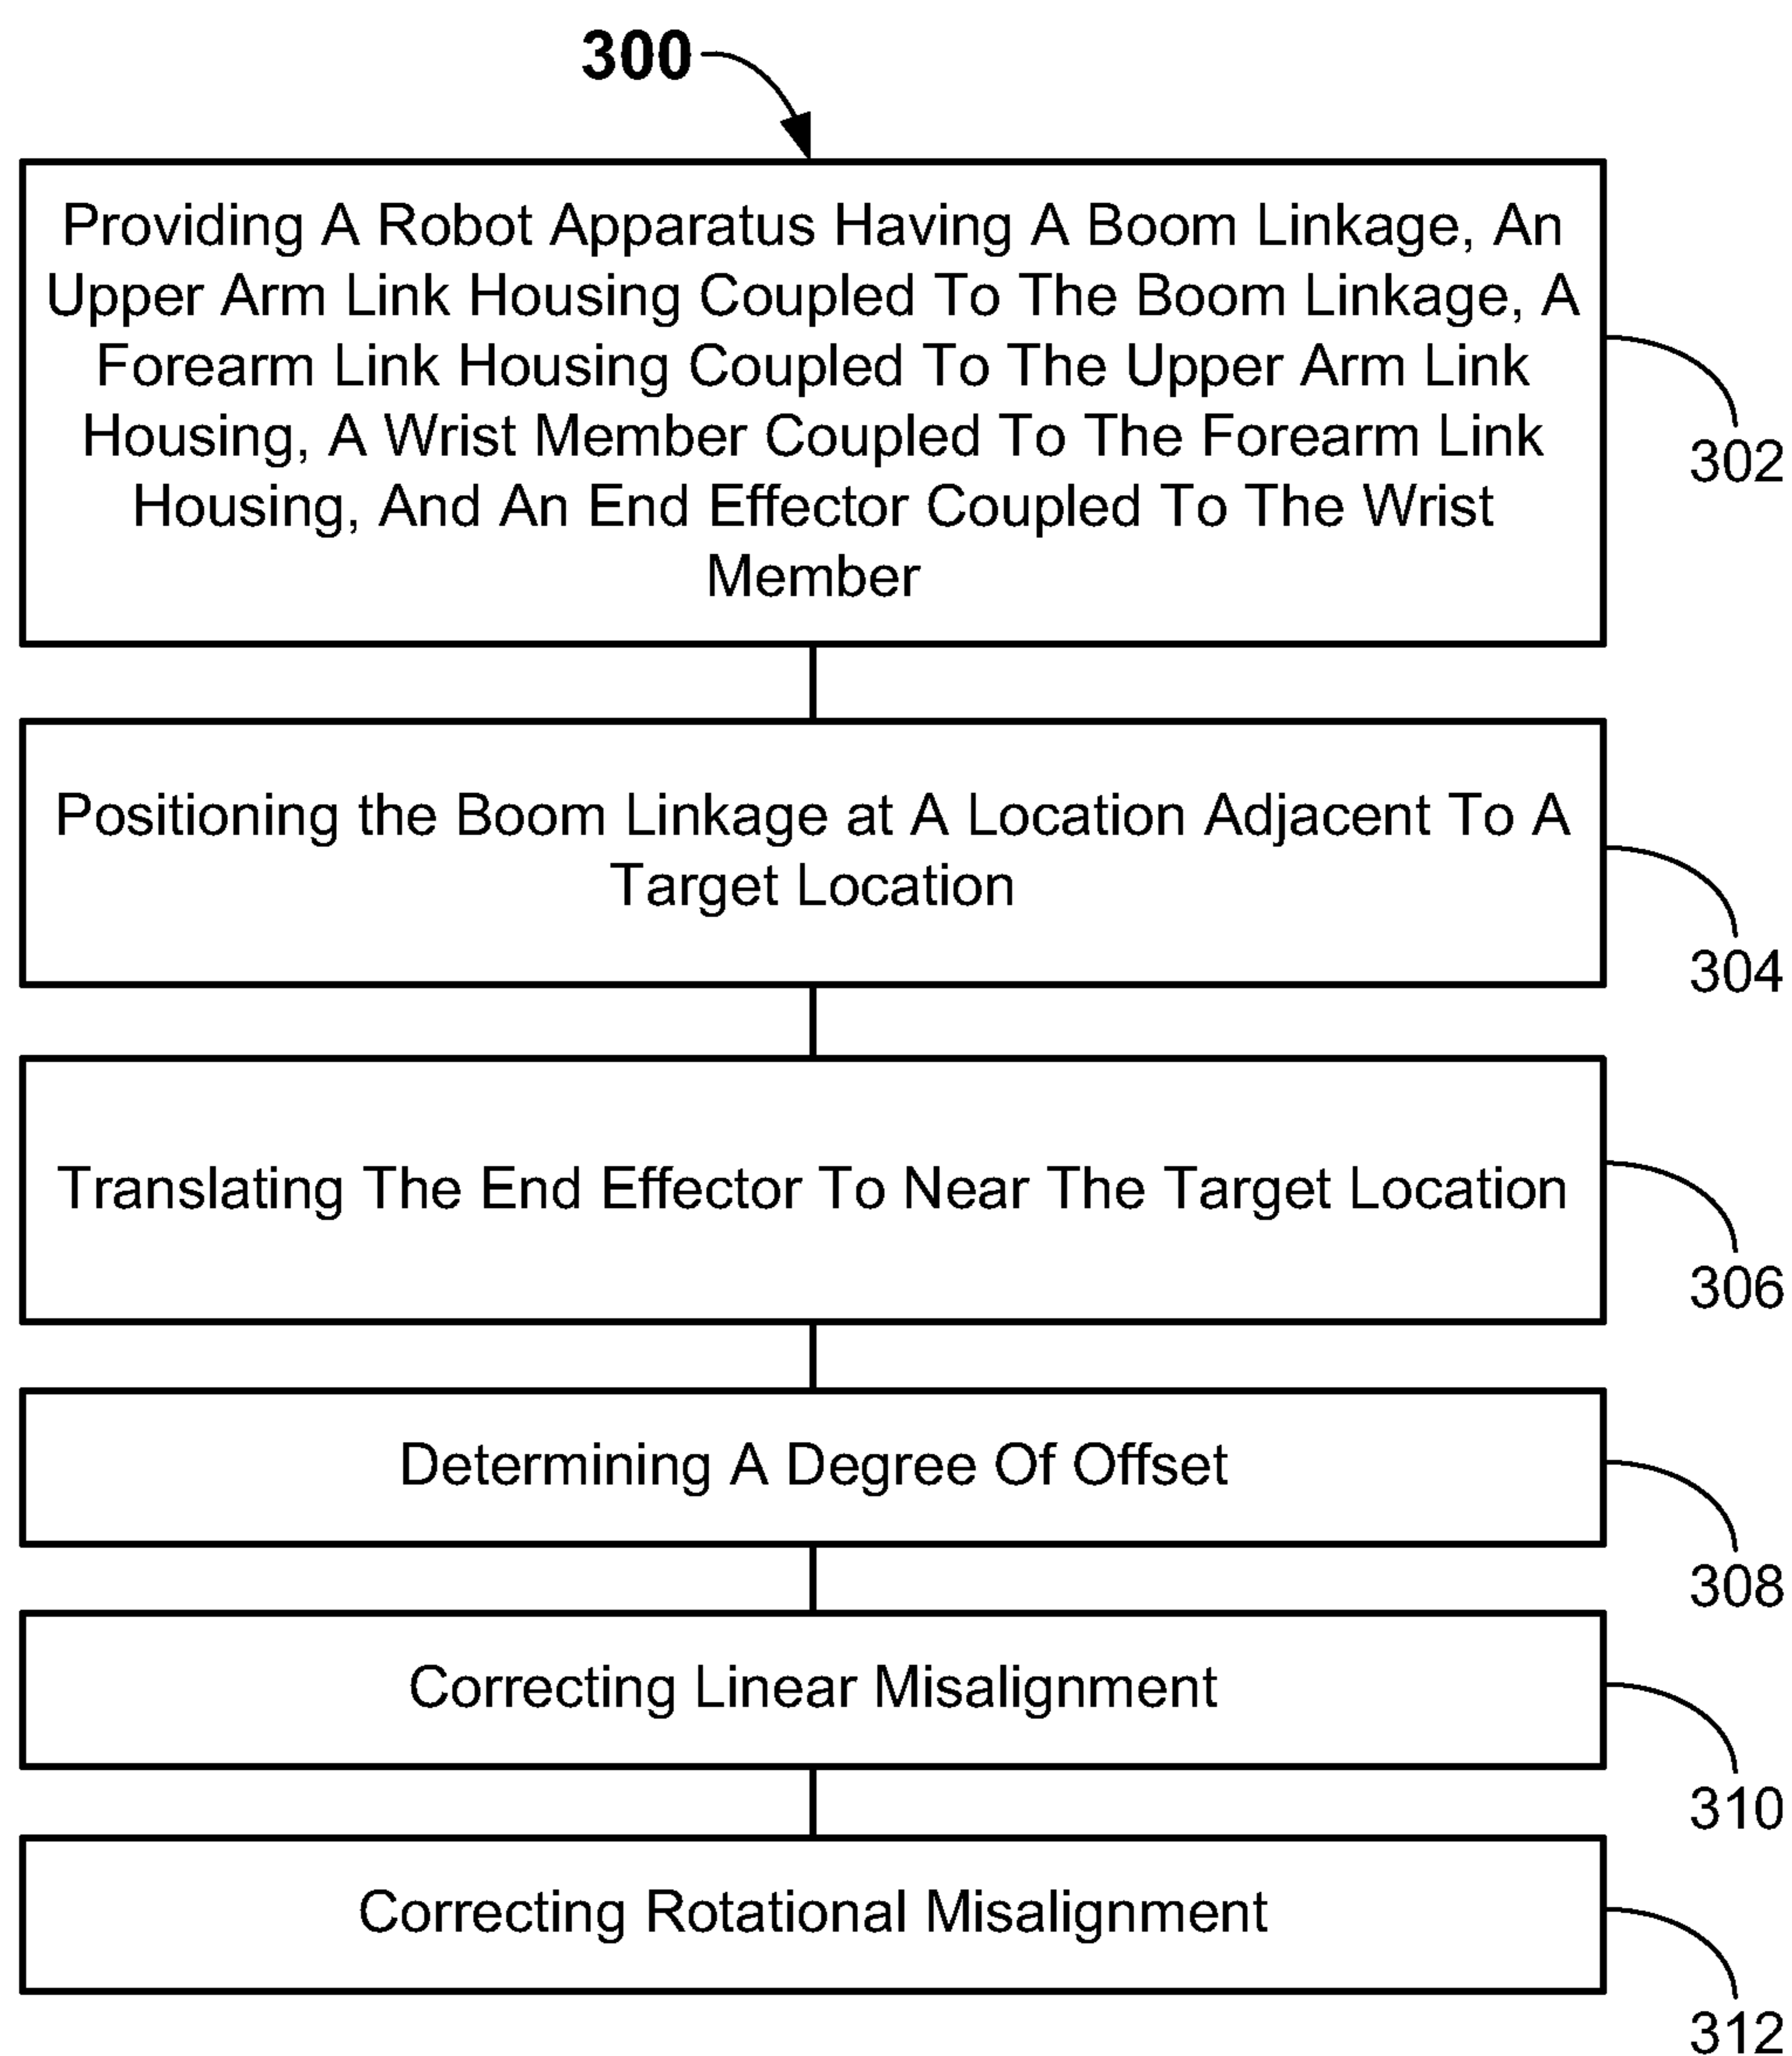 300
Providing A Robot Apparatus Having A Boom Linkage, An
Upper Arm Link Housing Coupled To The Boom Linkage, A
Forearm Link Housing Coupled To The Upper Arm Link
Housing, A Wrist Member Coupled To The Forearm Link
Housing, And An End Effector Coupled To The Wrist
Member
302
Positioning the Boom Linkage at A Location Adjacent To A
Target Location
304
Translating The End Effector To Near The Target Location
306
Determining A Degree Of Offset
308
Correcting Linear Misalignment
310
Correcting Rotational Misalignment
312